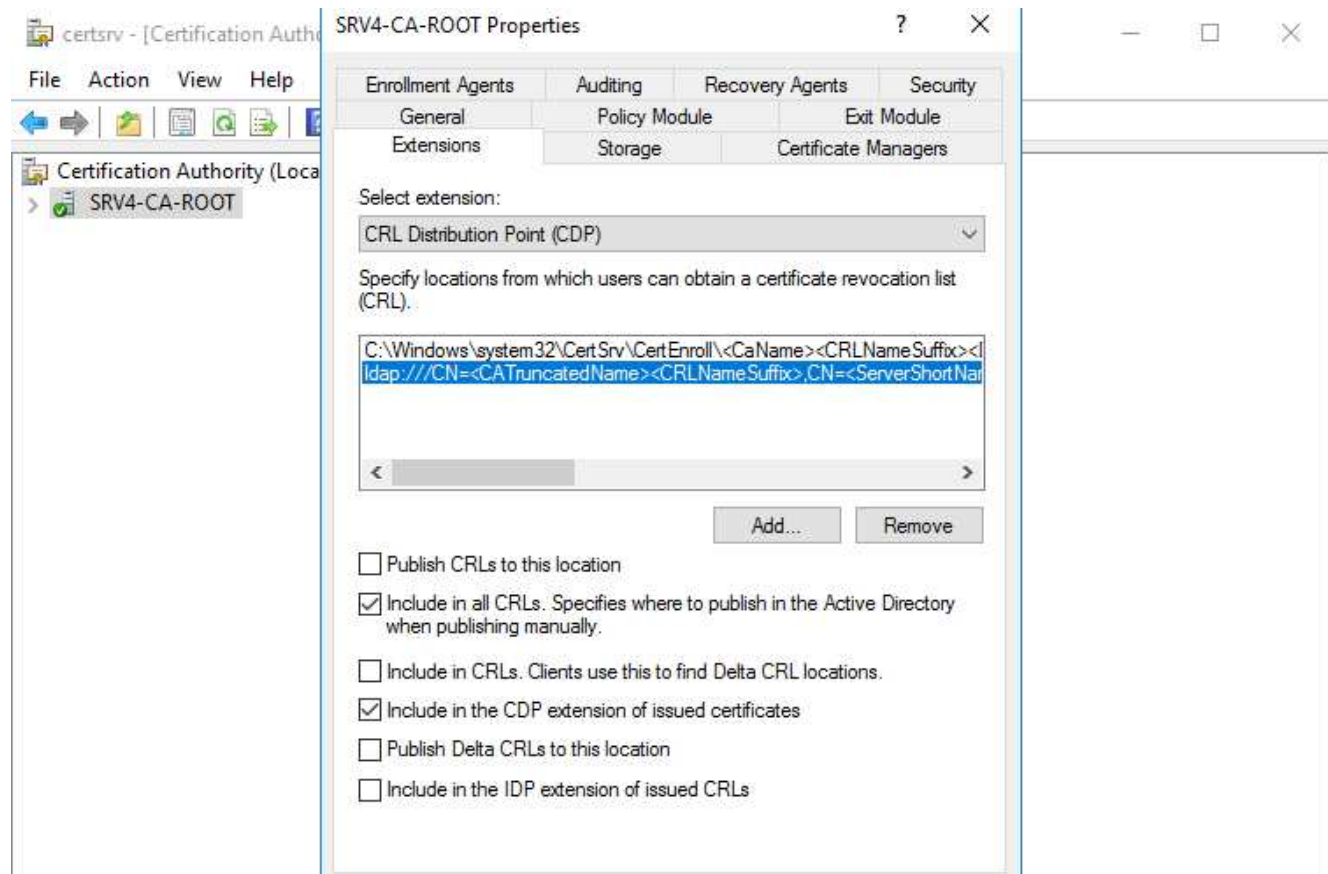 certsrv - [Certification Autho
SRV4-CA-ROOT Properties
?
File Action View Help
Enrollment Agents Auditing Recovery Agents Security
General Policy Module Exit Module
Extensions Storage Certificate Managers
Certification Authority (Loca
SRV4-CA-ROOT
Select extension:
CRL Distribution Point (CDP)
Specify locations from which users can obtain a certificate revocation list
(CRL).
C:\Windows\system32\CertSrv\CertEnroll\<CaName><CRLNameSuffix><
ldap:///CN=<CATruncatedName><CRLNameSuffix>,CN=<ServerShortNar
Add... Remove
Publish CRLs to this location
Include in all CRLs. Specifies where to publish in the Active Directory
when publishing manually.
Include in CRLs. Clients use this to find Delta CRL locations.
Include in the CDP extension of issued certificates
Publish Delta CRLs to this location
Include in the IDP extension of issued CRLs